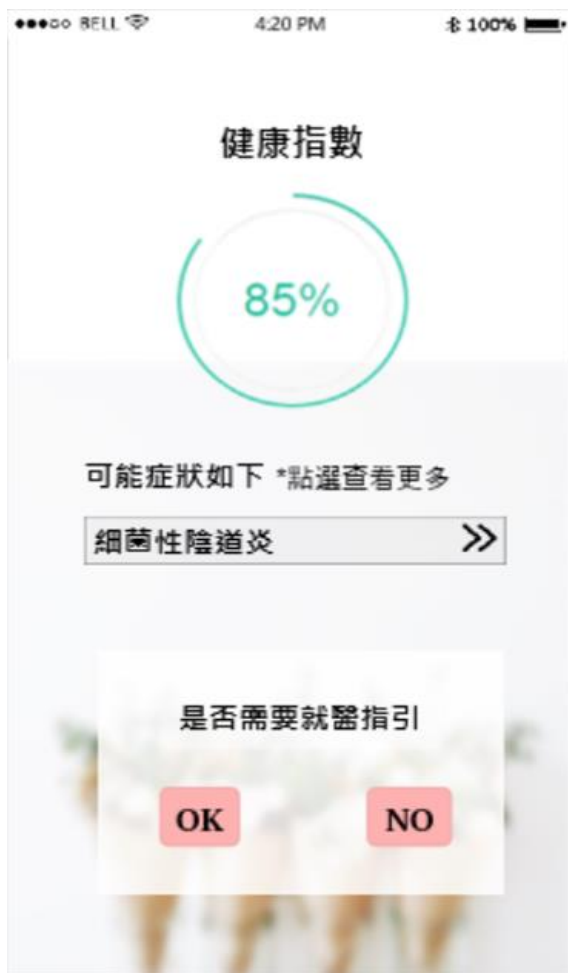 BELL 4:20 PM 100%
健康指數
85%
可能症狀如下 *點選查看更多
細菌性陰道炎
是否需要就醫指引
OK NO